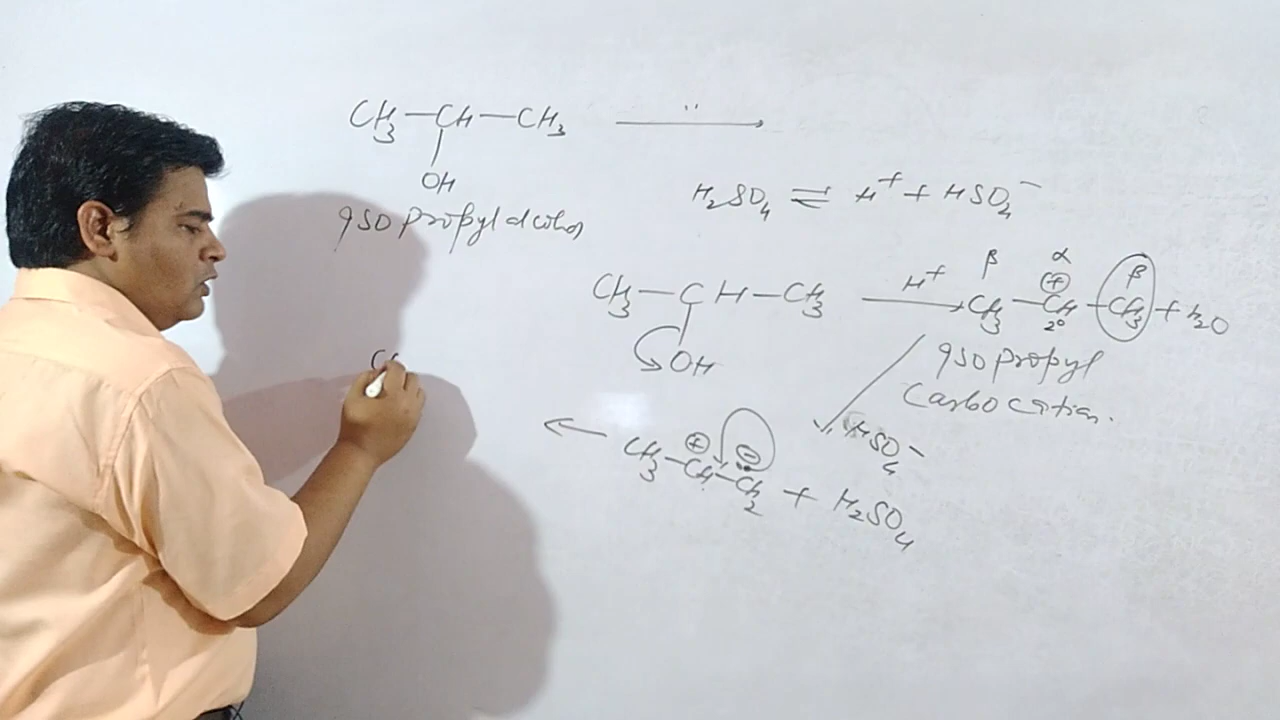 CH₃—CH—CH₃ ⟶
OH
Iso propyl alcohol
H₂SO₄ ⇌ H⁺ + HSO₄⁻
β α β
CH₃—CH—CH₃ —H⁺→ CH₃—CH(+)—CH₃ + H₂O
2°
OH
Iso propyl
Carbocation.
HSO₄⁻
← CH₃—CH(+)—CH₂(−) + H₂SO₄
C